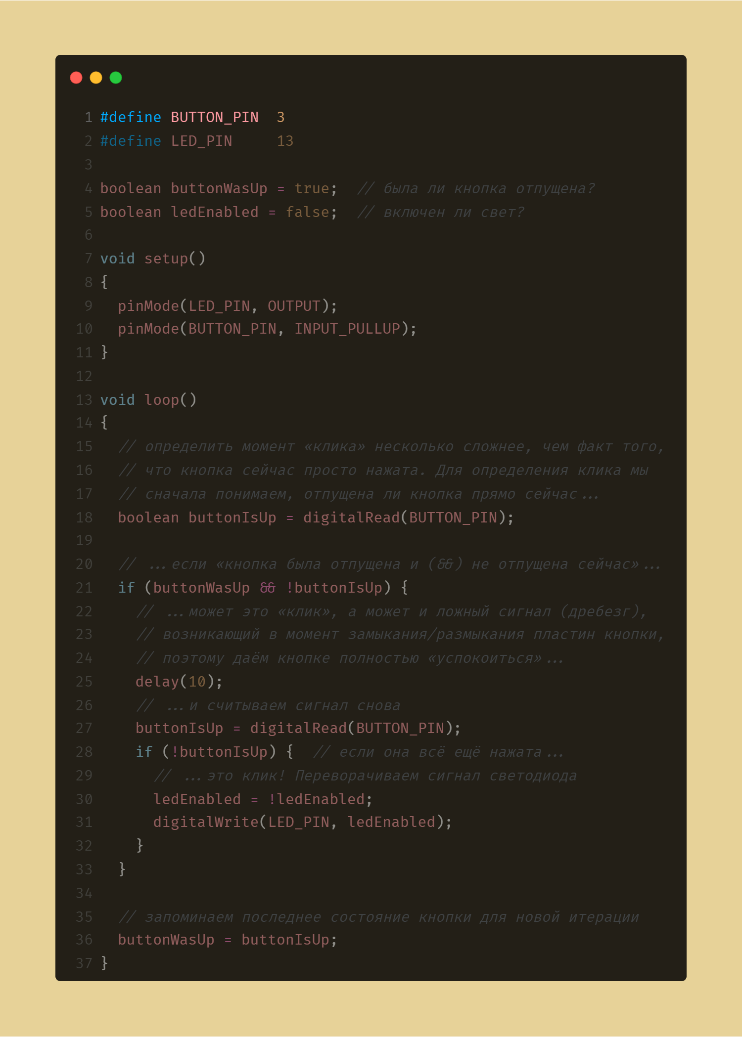 1 #define BUTTON_PIN  3
2 #define LED_PIN     13
3
4 boolean buttonWasUp = true;  // была ли кнопка отпущена?
5 boolean ledEnabled = false;  // включен ли свет?
6
7 void setup()
8 {
9   pinMode(LED_PIN, OUTPUT);
10   pinMode(BUTTON_PIN, INPUT_PULLUP);
11 }
12
13 void loop()
14 {
15   // определить момент «клика» несколько сложнее, чем факт того,
16   // что кнопка сейчас просто нажата. Для определения клика мы
17   // сначала понимаем, отпущена ли кнопка прямо сейчас...
18   boolean buttonIsUp = digitalRead(BUTTON_PIN);
19
20   // ...если «кнопка была отпущена и (&&) не отпущена сейчас»...
21   if (buttonWasUp && !buttonIsUp) {
22     // ...может это «клик», а может и ложный сигнал (дребезг),
23     // возникающий в момент замыкания/размыкания пластин кнопки,
24     // поэтому даём кнопке полностью «успокоиться»...
25     delay(10);
26     // ...и считываем сигнал снова
27     buttonIsUp = digitalRead(BUTTON_PIN);
28     if (!buttonIsUp) {  // если она всё ещё нажата...
29       // ...это клик! Переворачиваем сигнал светодиода
30       ledEnabled = !ledEnabled;
31       digitalWrite(LED_PIN, ledEnabled);
32     }
33   }
34
35   // запоминаем последнее состояние кнопки для новой итерации
36   buttonWasUp = buttonIsUp;
37 }